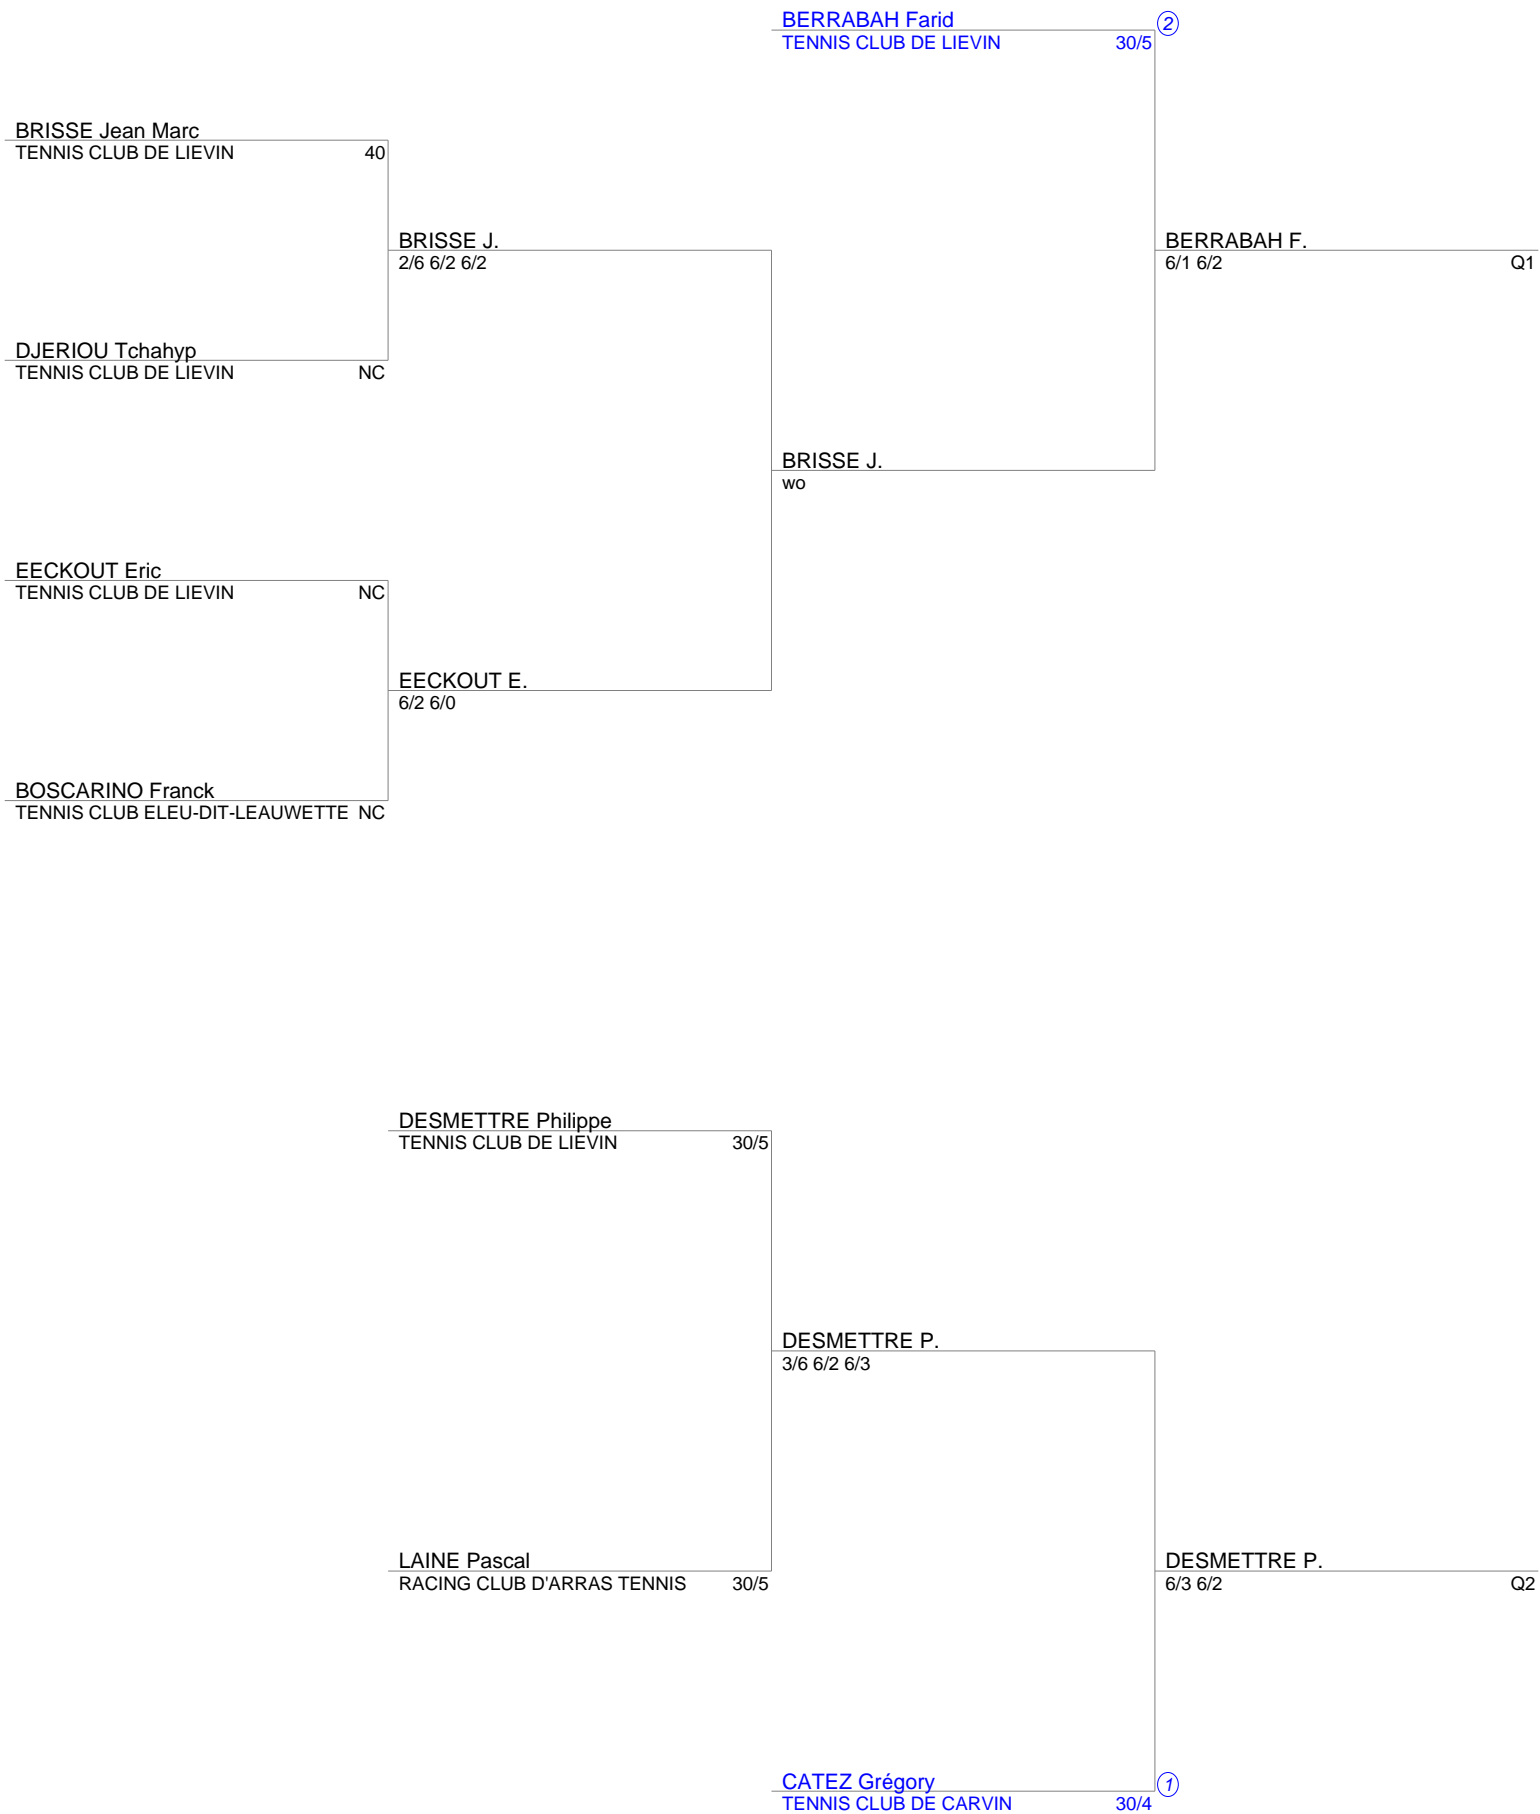 BERRABAH Farid 2
TENNIS CLUB DE LIEVIN 30/5
BRISSE Jean Marc
TENNIS CLUB DE LIEVIN 40
BRISSE J.
2/6 6/2 6/2
BERRABAH F.
6/1 6/2 Q1
DJERIOU Tchahyp
TENNIS CLUB DE LIEVIN NC
BRISSE J.
wo
EECKOUT Eric
TENNIS CLUB DE LIEVIN NC
EECKOUT E.
6/2 6/0
BOSCARINO Franck
TENNIS CLUB ELEU-DIT-LEAUWETTE NC
DESMETTRE Philippe
TENNIS CLUB DE LIEVIN 30/5
DESMETTRE P.
3/6 6/2 6/3
LAINE Pascal
RACING CLUB D'ARRAS TENNIS 30/5
DESMETTRE P.
6/3 6/2 Q2
CATEZ Grégory 1
TENNIS CLUB DE CARVIN 30/4